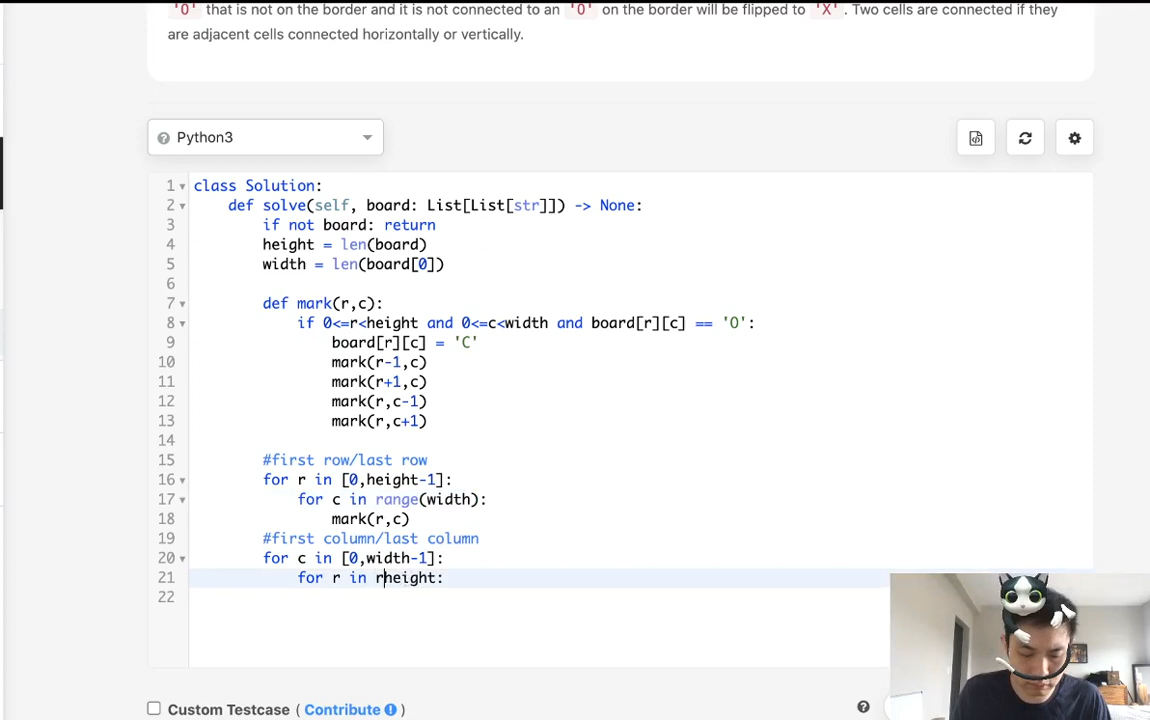 'O' that is not on the border and it is not connected to an 'O' on the border will be flipped to 'X'. Two cells are connected if they
are adjacent cells connected horizontally or vertically.
Python3
1 class Solution:
2     def solve(self, board: List[List[str]]) -> None:
3         if not board: return
4         height = len(board)
5         width = len(board[0])
6
7         def mark(r,c):
8             if 0<=r<height and 0<=c<width and board[r][c] == 'O':
9                 board[r][c] = 'C'
10                 mark(r-1,c)
11                 mark(r+1,c)
12                 mark(r,c-1)
13                 mark(r,c+1)
14
15         #first row/last row
16         for r in [0,height-1]:
17             for c in range(width):
18                 mark(r,c)
19         #first column/last column
20         for c in [0,width-1]:
21             for r in rheight:
22
Custom Testcase ( Contribute )